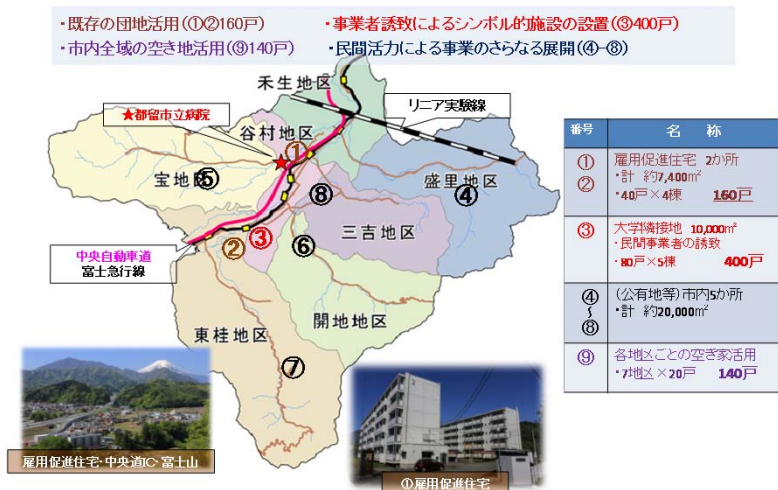 ・既存の団地活用(①②160戸)
・事業者誘致によるシンボル的施設の設置(③400戸)
・市内全域の空き地活用(⑨140戸)
・民間活力による事業のさらなる展開(④-⑧)
禾生地区
リニア実験線
★都留市立病院
谷村地区
①
宝地区
⑤
⑧
盛里地区
④
三吉地区
②
③
⑥
中央自動車道
富士急行線
東桂地区
開地地区
⑦
番号 名 称
①
②
雇用促進住宅 2か所
・計 約7,400㎡
・40戸×4棟 160戸
③
大学隣接地 10,000㎡
・民間事業者の誘致
・80戸×5棟 400戸
④
~
⑧
(公有地等)市内5か所
・計 約20,000㎡
⑨
各地区ごとの空き家活用
・7地区×20戸 140戸
雇用促進住宅・中央道IC・富士山
①雇用促進住宅